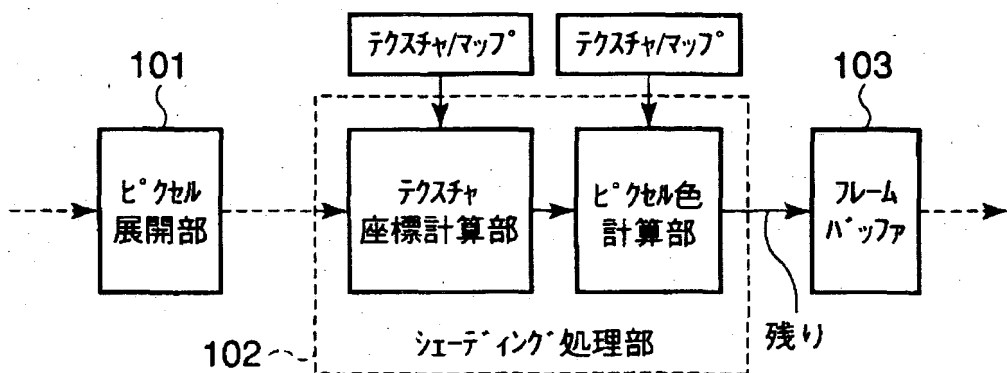 テクスチャ/マップ
テクスチャ/マップ
101
103
ピクセル
展開部
テクスチャ
座標計算部
ピクセル色
計算部
フレーム
バッファ
残り
102
シェーディング処理部